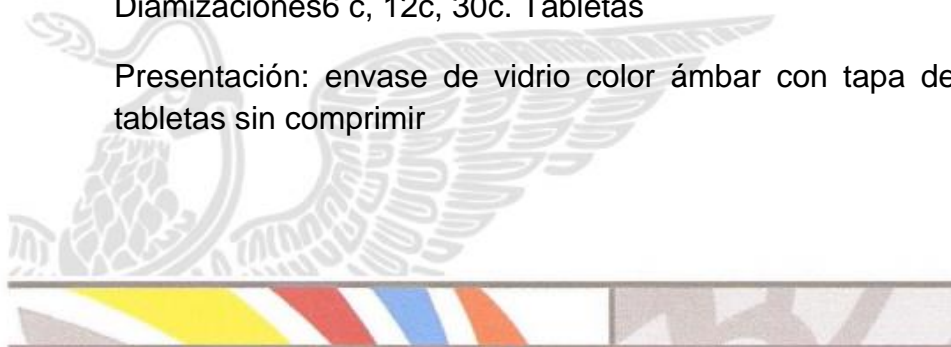 Diamizaciones6 c, 12c, 30c. Tabletas
Presentación: envase de vidrio color ámbar con tapa de
tabletas sin comprimir